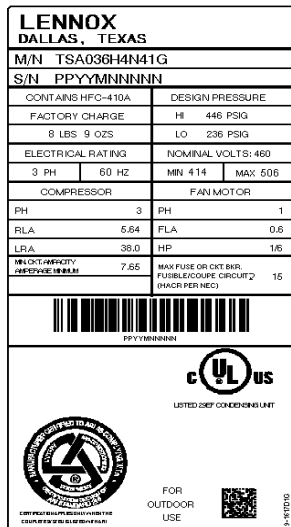 LENNOX
DALLAS, TEXAS
M/N TSA036H4N41G
S/N PPYYMNNNNN
CONTAINS HFC-410A
FACTORY CHARGE
8 LBS 9 OZS
DESIGN PRESSURE
HI 446 PSIG
LO 236 PSIG
ELECTRICAL RATING
3 PH 60 HZ
NOMINAL VOLTS: 460
MIN 414 MAX 506
COMPRESSOR
PH 3
RLA 5.64
LRA 38.0
MIN CKT. AMPACITY
AMPERAGE MINIMUM 7.65
FAN MOTOR
PH 1
FLA 0.6
HP 1/6
MAX FUSE OR CKT. BKR.
FUSIBLE/COUPE CIRCUIT
(HACR PER NEC) 15
PPYYMNNNNN
c UL us
LISTED 29EF CONDENSING UNIT
FOR
OUTDOOR
USE